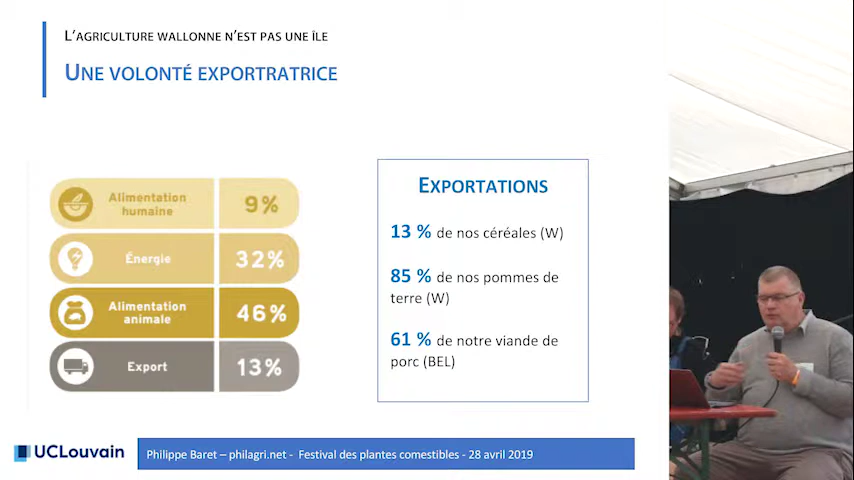 L'AGRICULTURE WALLONNE N'EST PAS UNE ÎLE
UNE VOLONTÉ EXPORTRATRICE
Alimentation
humaine
9%
Énergie
32%
Alimentation
animale
46%
Export
13%
EXPORTATIONS
13 % de nos céréales (W)
85 % de nos pommes de
terre (W)
61 % de notre viande de
porc (BEL)
UCLouvain
Philippe Baret – philagri.net - Festival des plantes comestibles - 28 avril 2019